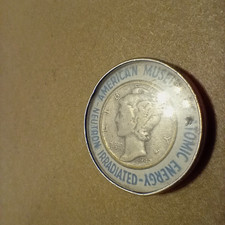 AMERICAN MUSEUM ATOMIC ENERGY-
NEUTRON IRRADIATED-